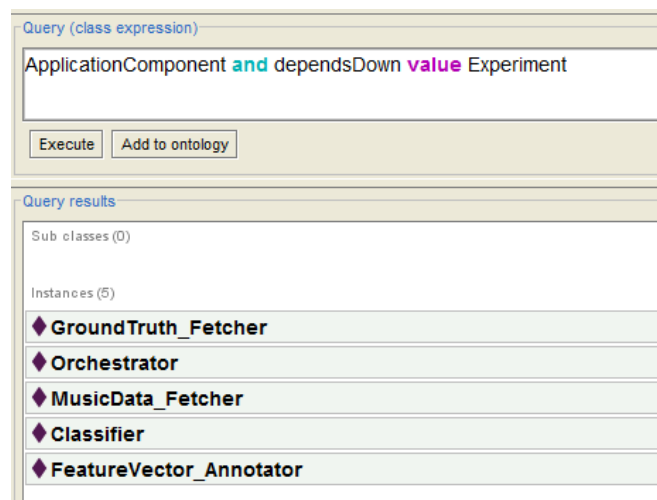 Query (class expression)
ApplicationComponent and dependsDown value Experiment
Execute Add to ontology
Query results
Sub classes (0)
Instances (5)
GroundTruth_Fetcher
Orchestrator
MusicData_Fetcher
Classifier
FeatureVector_Annotator